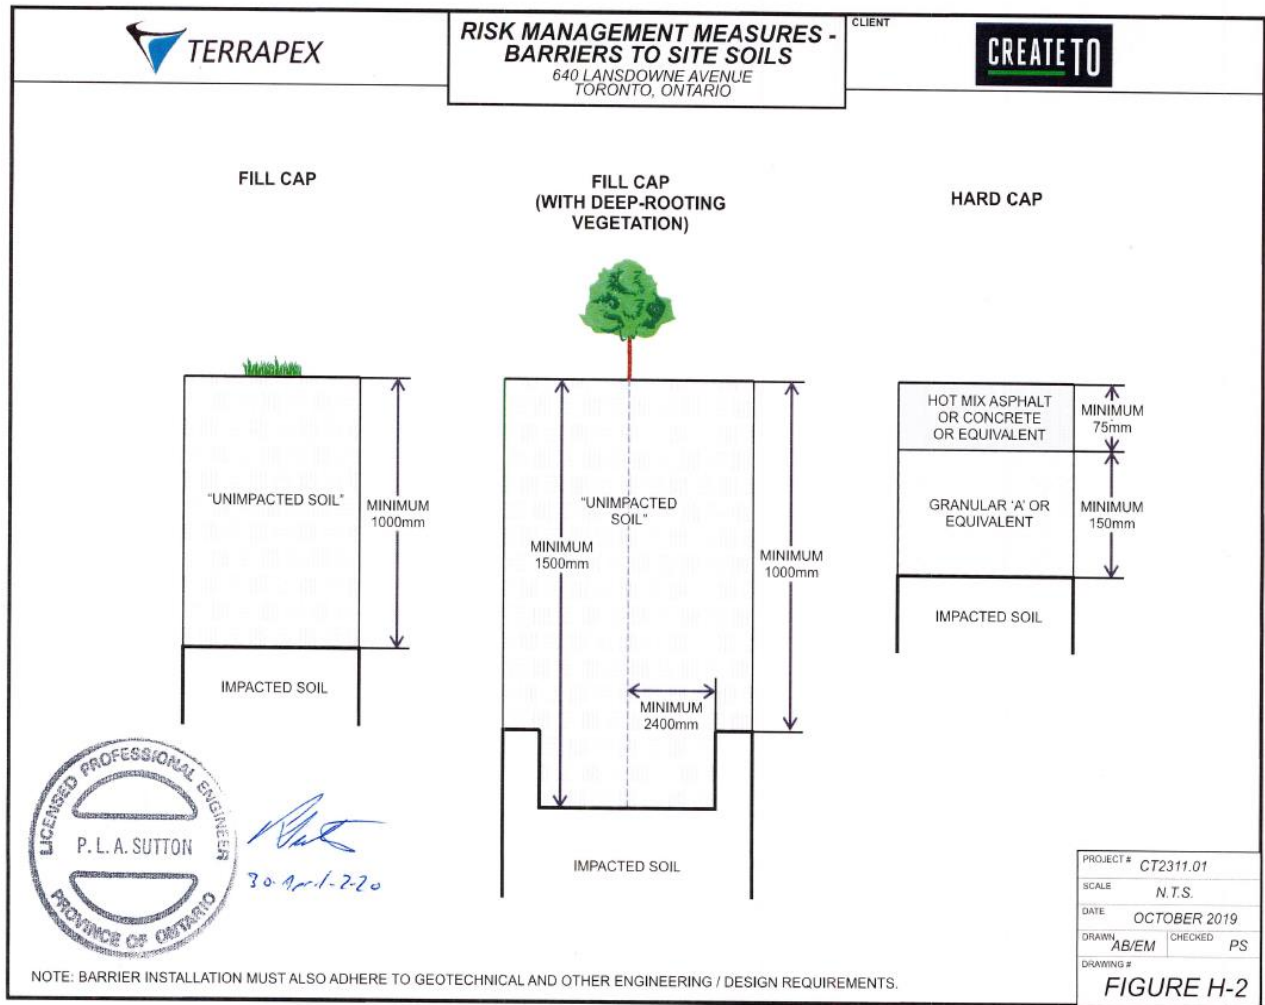 TERRAPEX
RISK MANAGEMENT MEASURES -
BARRIERS TO SITE SOILS
640 LANSDOWNE AVENUE
TORONTO, ONTARIO
CLIENT
CREATETO
FILL CAP
FILL CAP
(WITH DEEP-ROOTING
VEGETATION)
HARD CAP
"UNIMPACTED SOIL"
MINIMUM
1000mm
IMPACTED SOIL
"UNIMPACTED
SOIL"
MINIMUM
1500mm
MINIMUM
1000mm
MINIMUM
2400mm
IMPACTED SOIL
HOT MIX ASPHALT
OR CONCRETE
OR EQUIVALENT
MINIMUM
75mm
GRANULAR 'A' OR
EQUIVALENT
MINIMUM
150mm
IMPACTED SOIL
LICENSED PROFESSIONAL ENGINEER
P. L. A. SUTTON
PROVINCE OF ONTARIO
NOTE: BARRIER INSTALLATION MUST ALSO ADHERE TO GEOTECHNICAL AND OTHER ENGINEERING / DESIGN REQUIREMENTS.
PROJECT # CT2311.01
SCALE N.T.S.
DATE OCTOBER 2019
DRAWN AB/EM CHECKED PS
DRAWING #
FIGURE H-2